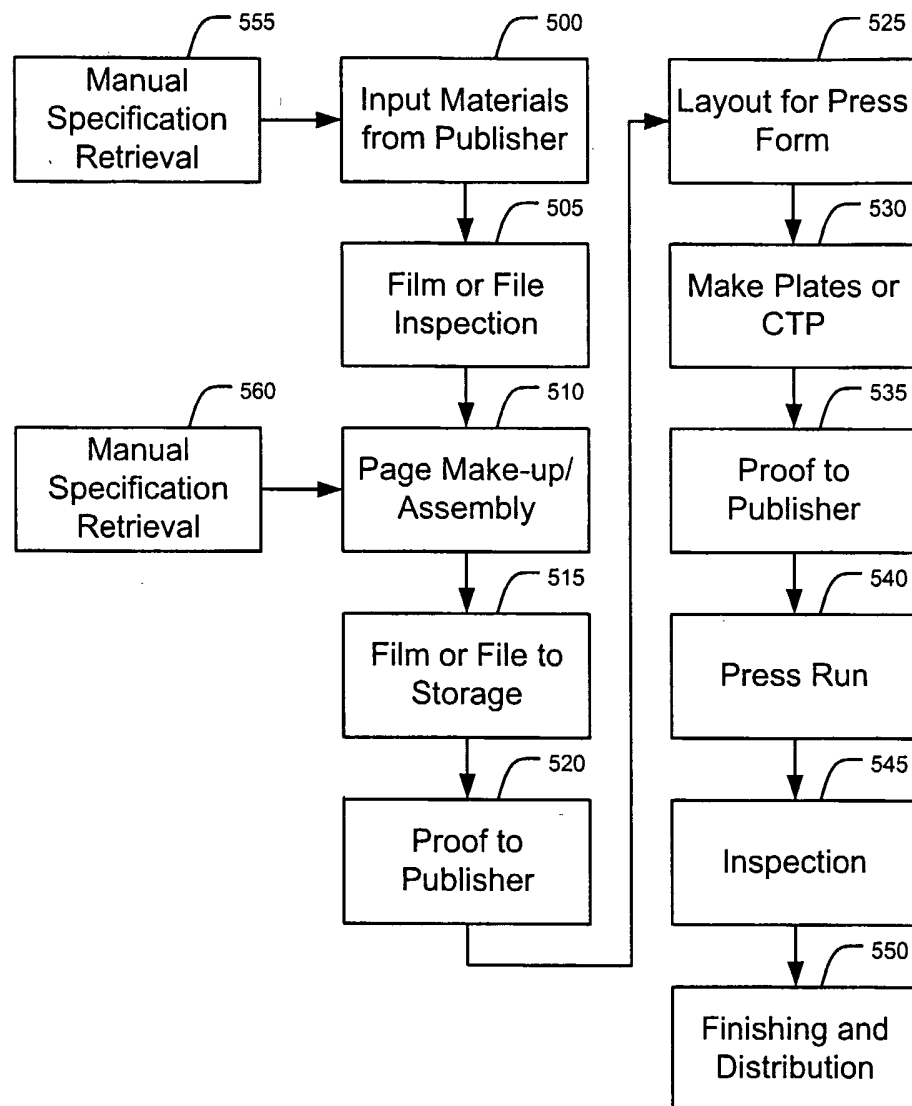 555
Manual
Specification
Retrieval
500
Input Materials
from Publisher
505
Film or File
Inspection
560
Manual
Specification
Retrieval
510
Page Make-up/
Assembly
515
Film or File to
Storage
520
Proof to
Publisher
525
Layout for Press
Form
530
Make Plates or
CTP
535
Proof to
Publisher
540
Press Run
545
Inspection
550
Finishing and
Distribution